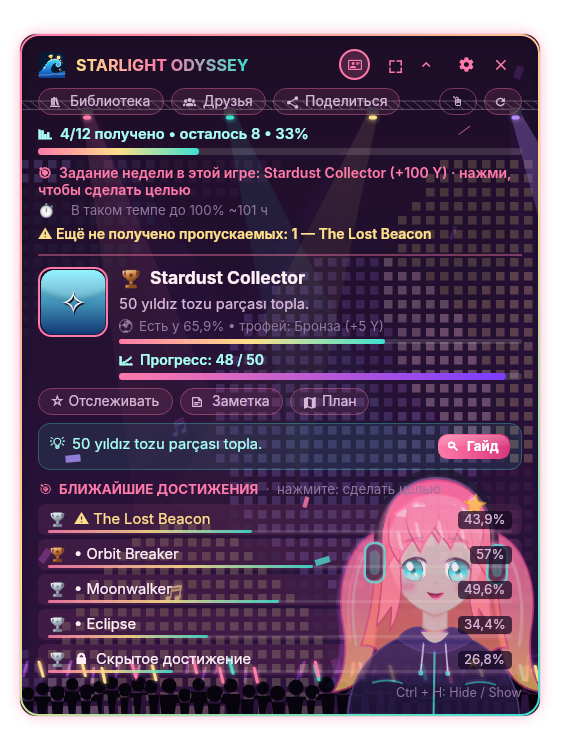 STARLIGHT ODYSSEY
Библиотека Друзья Поделиться
4/12 получено • осталось 8 • 33%
Задание недели в этой игре: Stardust Collector (+100 Y) · нажми,
чтобы сделать целью
В таком темпе до 100% ~101 ч
Ещё не получено пропускаемых: 1 — The Lost Beacon
Stardust Collector
50 yıldız tozu parçası topla.
Есть у 65,9% • трофей: Бронза (+5 Y)
Прогресс: 48 / 50
Отслеживать Заметка План
50 yıldız tozu parçası topla. Гайд
БЛИЖАЙШИЕ ДОСТИЖЕНИЯ · нажмите: сделать целью
The Lost Beacon 43,9%
• Orbit Breaker 57%
• Moonwalker 49,6%
• Eclipse 34,4%
Скрытое достижение 26,8%
Ctrl + H: Hide / Show